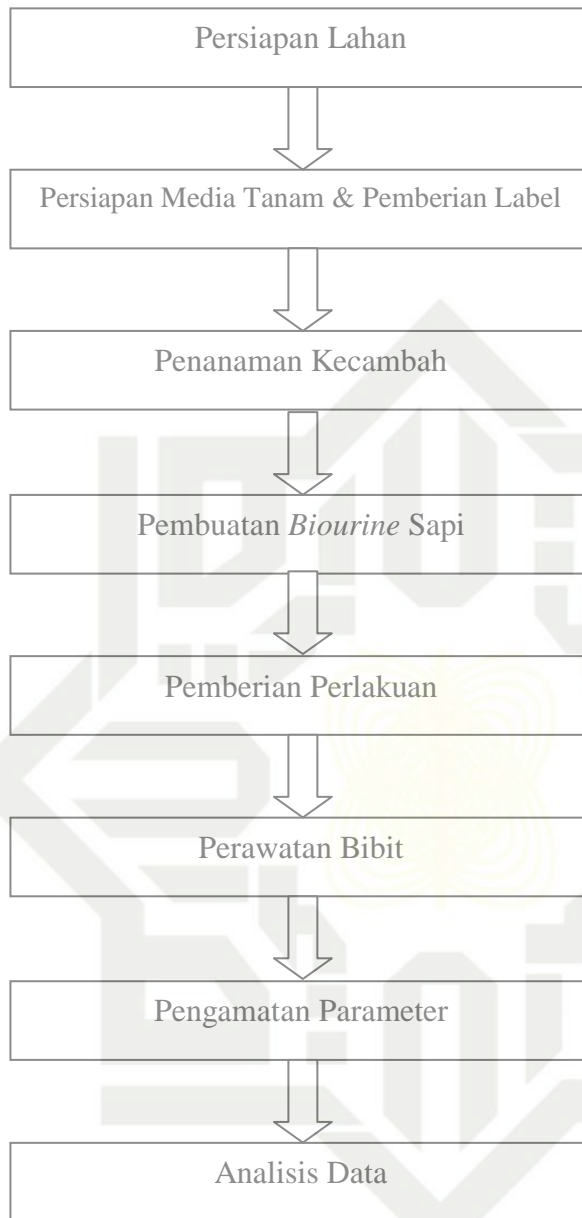 Persiapan Lahan
Persiapan Media Tanam & Pemberian Label
Penanaman Kecambah
Pembuatan Biourine Sapi
Pemberian Perlakuan
Perawatan Bibit
Pengamatan Parameter
Analisis Data